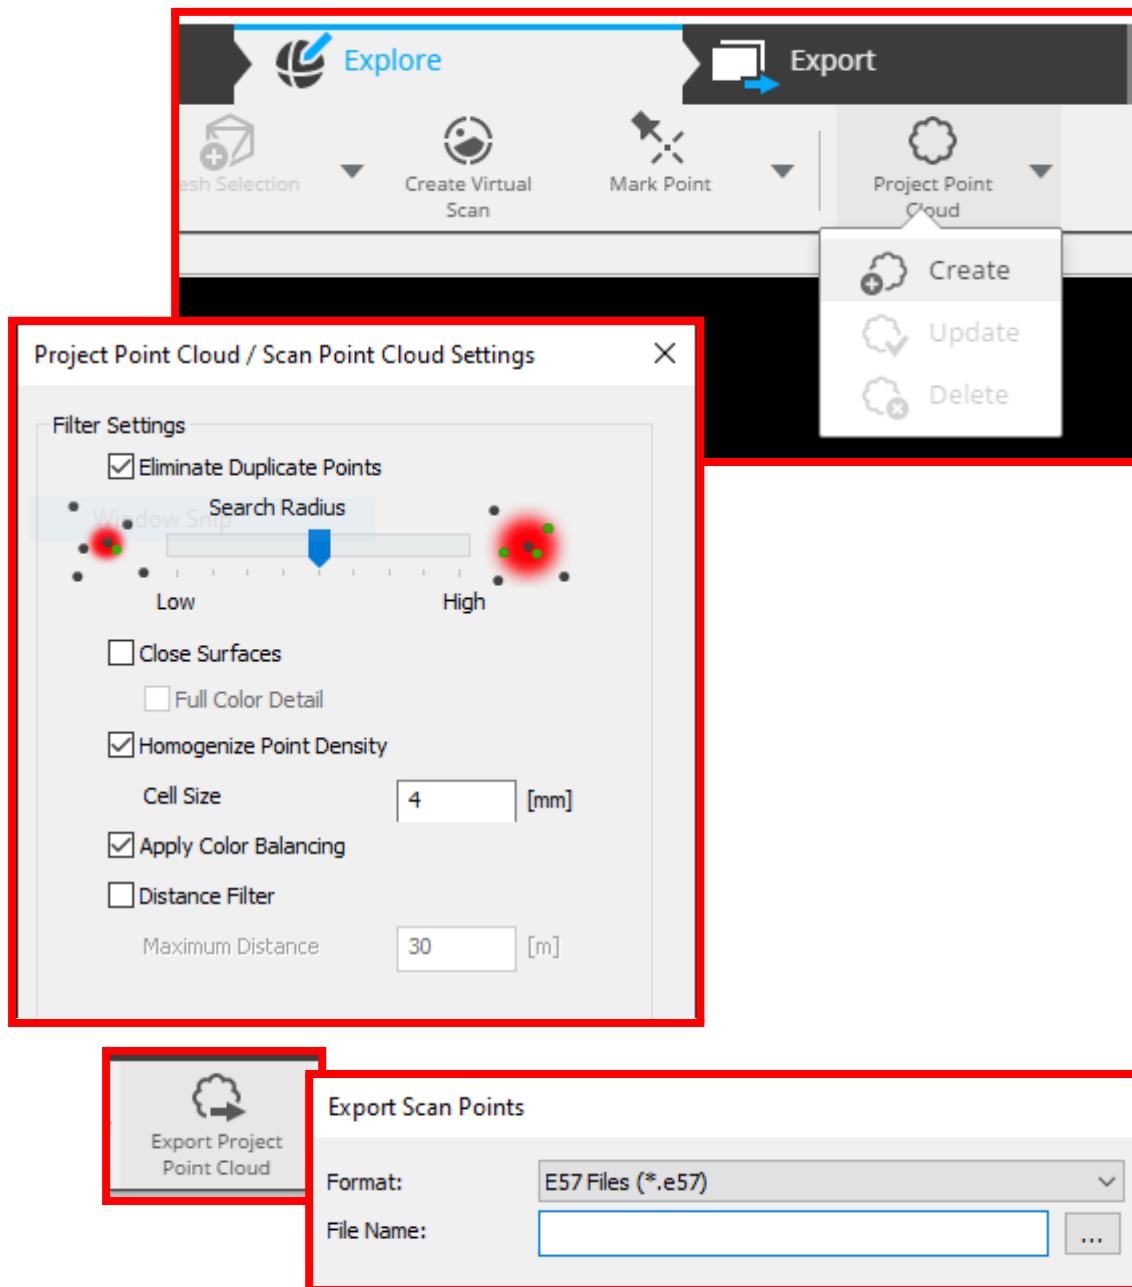 Explore
Export
esh Selection
Create Virtual
Scan
Mark Point
Project Point
Cloud
Create
Update
Delete
Project Point Cloud / Scan Point Cloud Settings
Filter Settings
Eliminate Duplicate Points
Window Snip
Search Radius
Low
High
Close Surfaces
Full Color Detail
Homogenize Point Density
Cell Size 4 [mm]
Apply Color Balancing
Distance Filter
Maximum Distance 30 [m]
Export Project
Point Cloud
Export Scan Points
Format: E57 Files (*.e57)
File Name: ...